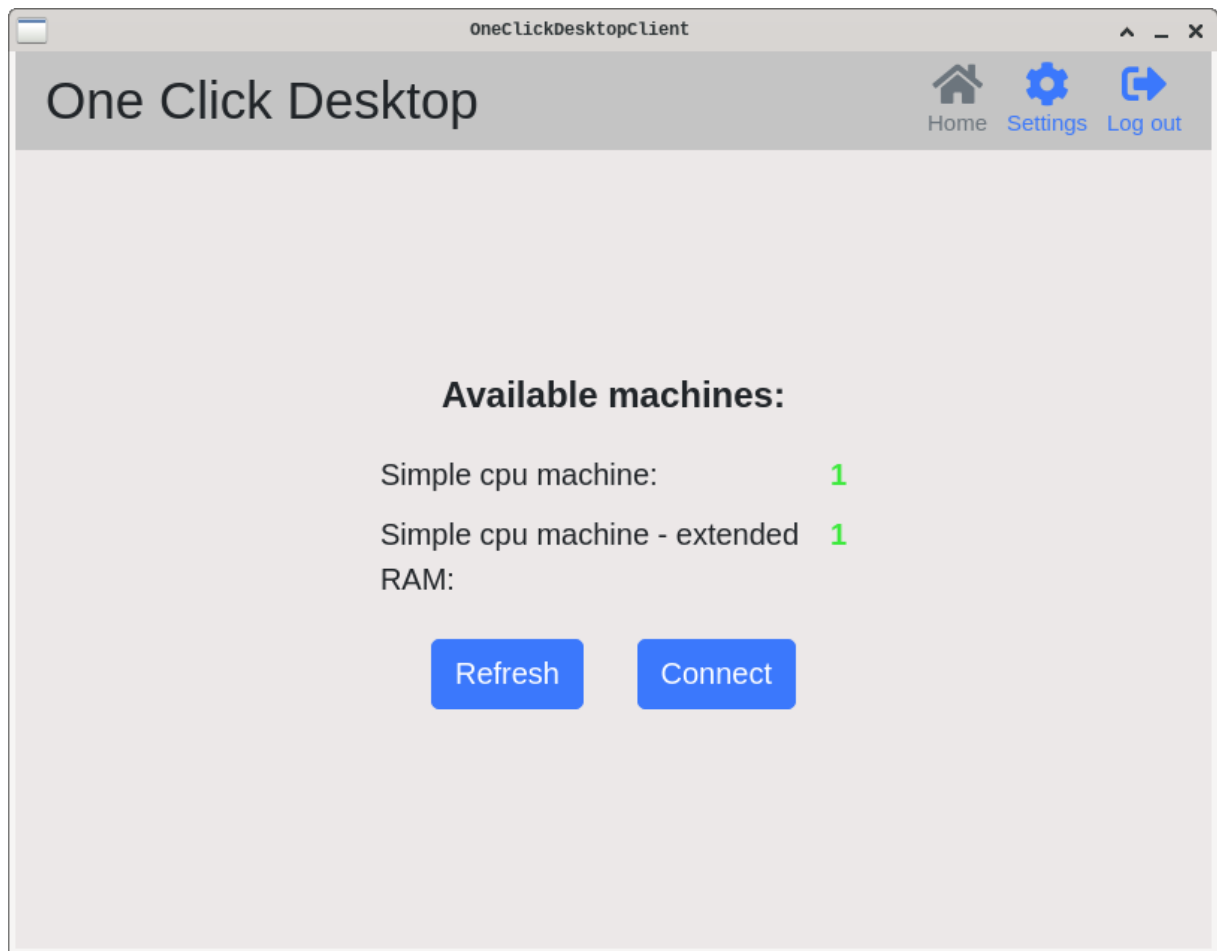 OneClickDesktopClient
One Click Desktop
Home Settings Log out
Available machines:
Simple cpu machine: 1
Simple cpu machine - extended 1
RAM:
Refresh Connect